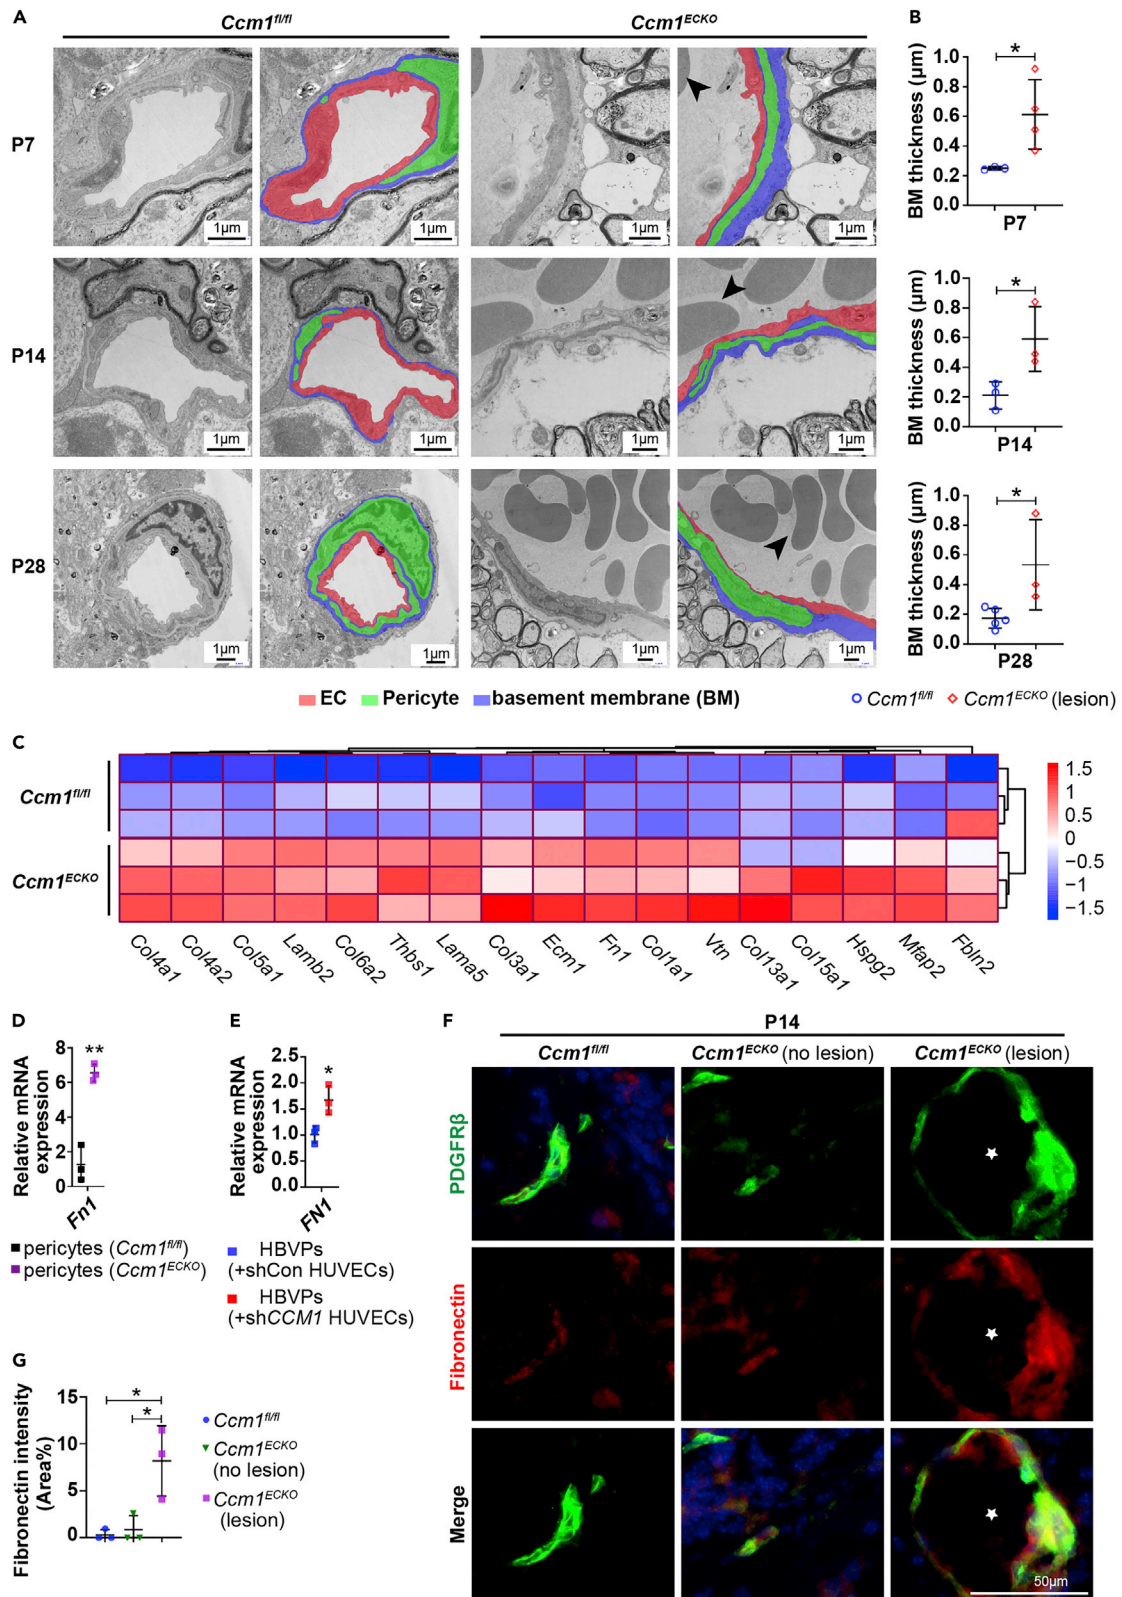 A
Ccm1fl/fl
Ccm1ECKO
B
P7
1µm
1µm
1µm
1µm
BM thickness (µm)
1.0
0.8
0.6
0.4
0.2
0.0
*
P7
P14
1µm
1µm
1µm
1µm
BM thickness (µm)
1.0
0.8
0.6
0.4
0.2
0.0
*
P14
P28
1µm
1µm
1µm
1µm
BM thickness (µm)
1.0
0.8
0.6
0.4
0.2
0.0
*
P28
EC Pericyte basement membrane (BM)
Ccm1fl/fl Ccm1ECKO (lesion)
C
Ccm1fl/fl
Ccm1ECKO
1.5
1
0.5
0
−0.5
−1
−1.5
Col4a1 Col4a2 Col5a1 Lamb2 Col6a2 Thbs1 Lama5 Col3a1 Ecm1 Fn1 Col1a1 Vtn Col13a1 Col15a1 Hspg2 Mfap2 Fbln2
D
Relative mRNA
expression
8
6
4
2
0
**
Fn1
pericytes (Ccm1fl/fl)
pericytes (Ccm1ECKO)
E
Relative mRNA
expression
2.5
2.0
1.5
1.0
0.5
0.0
*
FN1
HBVPs
(+shCon HUVECs)
HBVPs
(+shCCM1 HUVECs)
F
P14
Ccm1fl/fl
Ccm1ECKO (no lesion)
Ccm1ECKO (lesion)
PDGFRβ
Fibronectin
Merge
50µm
G
Fibronectin intensity
(Area%)
15
10
5
0
*
*
Ccm1fl/fl
Ccm1ECKO
(no lesion)
Ccm1ECKO
(lesion)